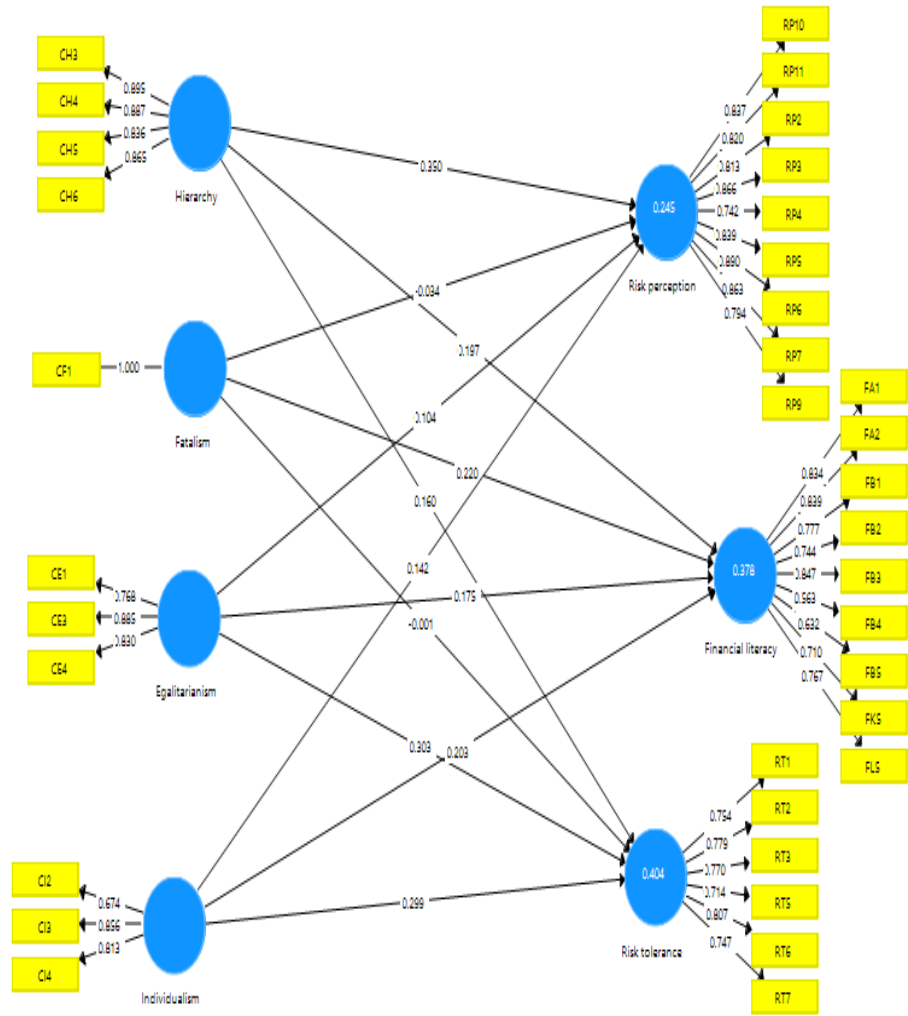 CH3
CH4
CH5
CH6
0.895
0.887
0.836
0.865
Hierarchy
CF1
1.000
Fatalism
CE1
CE3
CE4
0.768
0.885
0.830
Egalitarianism
CI2
CI3
CI4
0.674
0.856
0.813
Individualism
0.350
-0.034
0.197
0.104
0.220
0.160
0.142
0.175
-0.001
0.303
0.203
0.299
0.245
Risk perception
0.837
0.820
0.813
0.866
0.742
0.839
0.890
0.863
0.794
RP10
RP11
RP2
RP3
RP4
RP5
RP6
RP7
RP9
0.378
Financial literacy
0.834
0.839
0.777
0.744
0.847
0.563
0.632
0.710
0.767
FA1
FA2
FB1
FB2
FB3
FB4
FB5
FK5
FL5
0.404
Risk tolerance
0.754
0.779
0.770
0.714
0.807
0.747
RT1
RT2
RT3
RT5
RT6
RT7